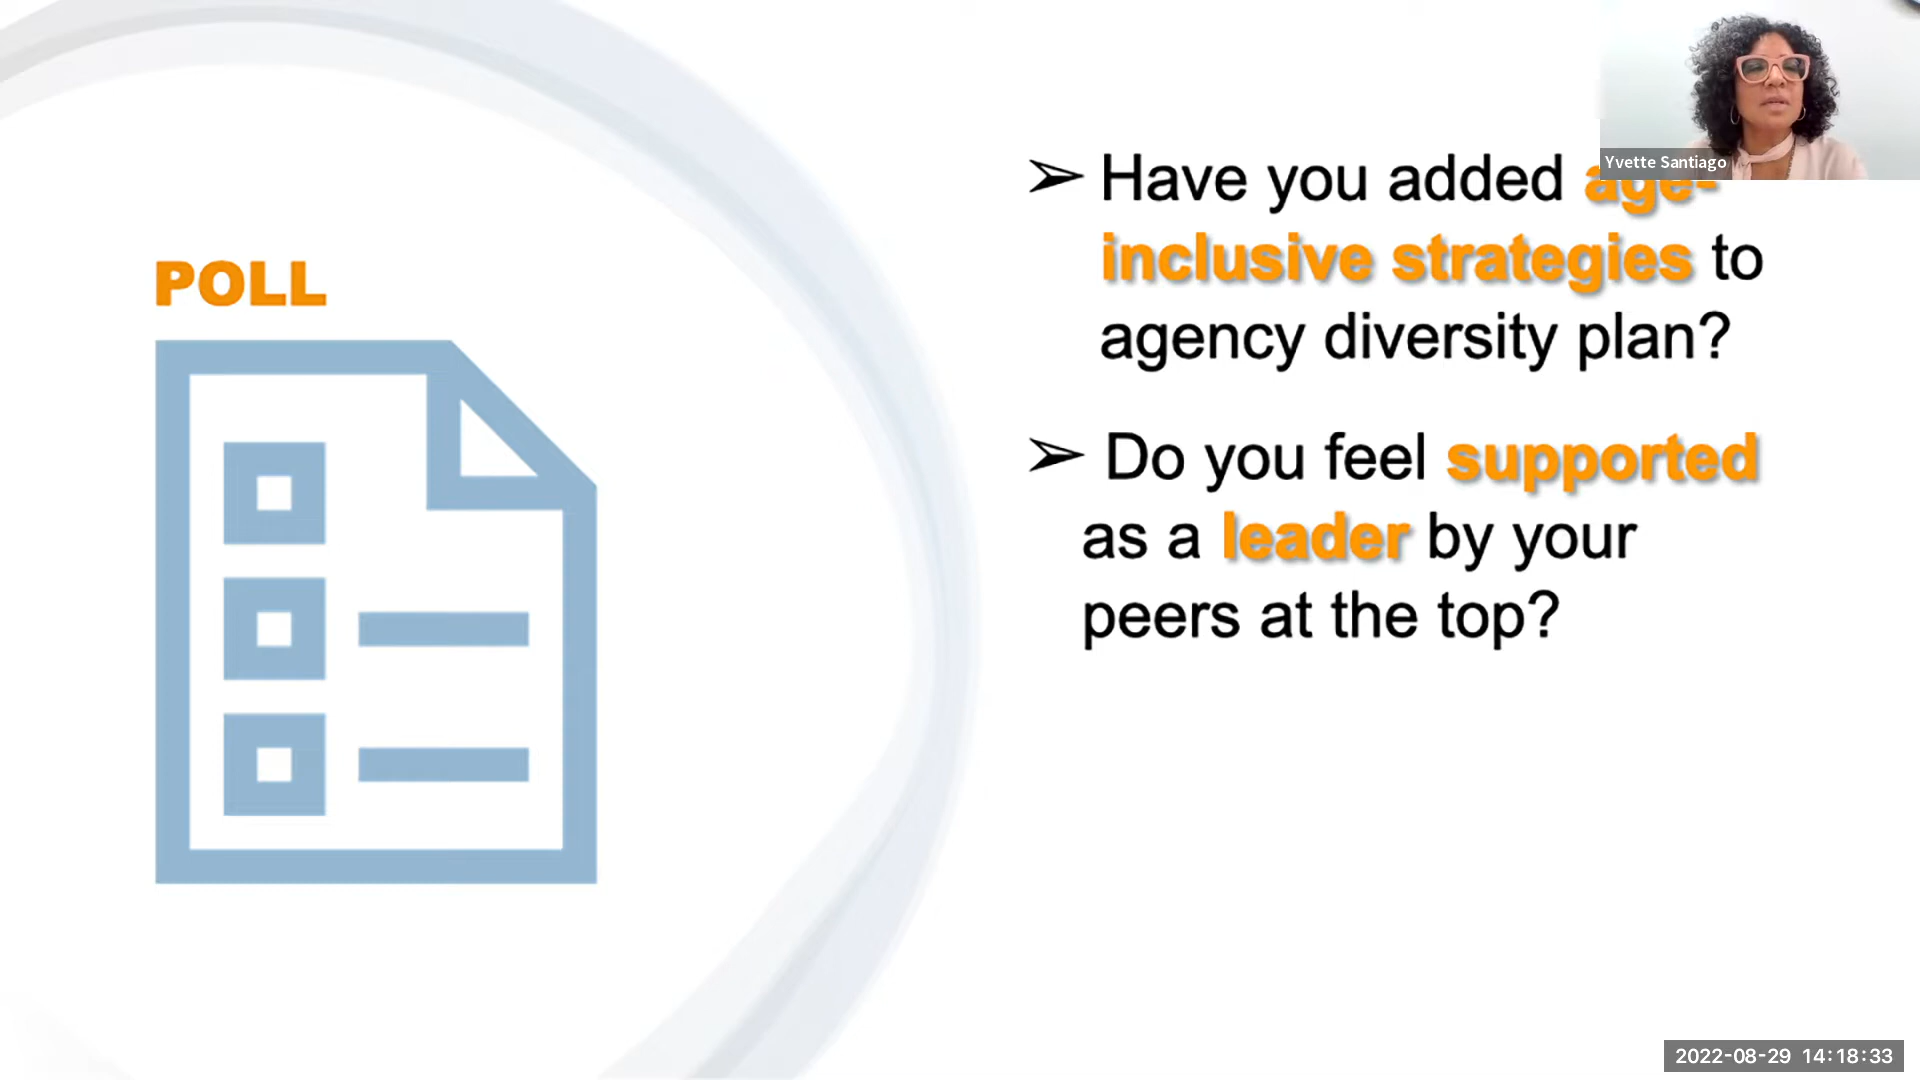 POLL
➢ Have you added age-
inclusive strategies to
agency diversity plan?
➢ Do you feel supported
as a leader by your
peers at the top?
Yvette Santiago
2022-08-29 14:18:33